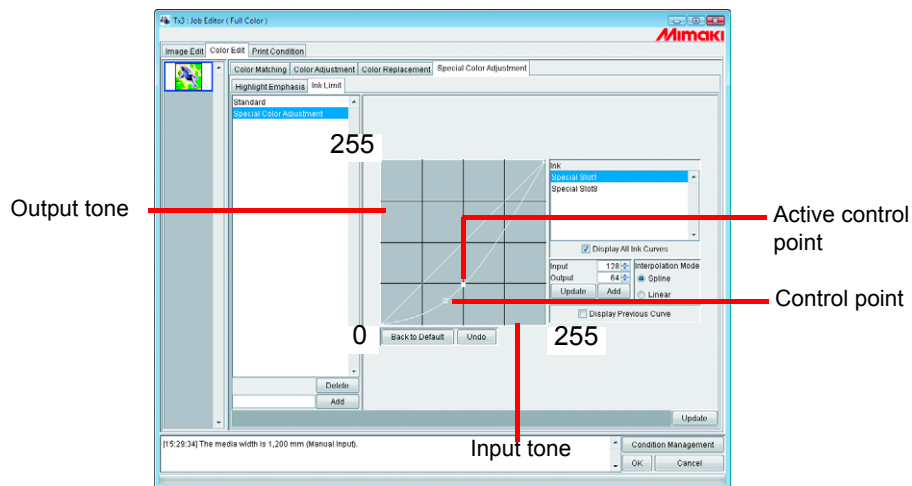 Tx3 : Job Editor ( Full Color )
Mimaki
Image Edit Color Edit Print Condition
Color Matching Color Adjustment Color Replacement Special Color Adjustment
Highlight Emphasis Ink Limit
Standard
Special Color Adjustment
255
Ink
Special Slot1
Special Slot8
Output tone
Active control
point
Display All Ink Curves
Input 128 Interpolation Mode
Output 64 Spline
Update Add Linear
Control point
Display Previous Curve
0
Back to Default Undo
255
Delete
Add
Update
Input tone
[15:29:34] The media width is 1,200 mm (Manual Input).
Condition Management
OK Cancel